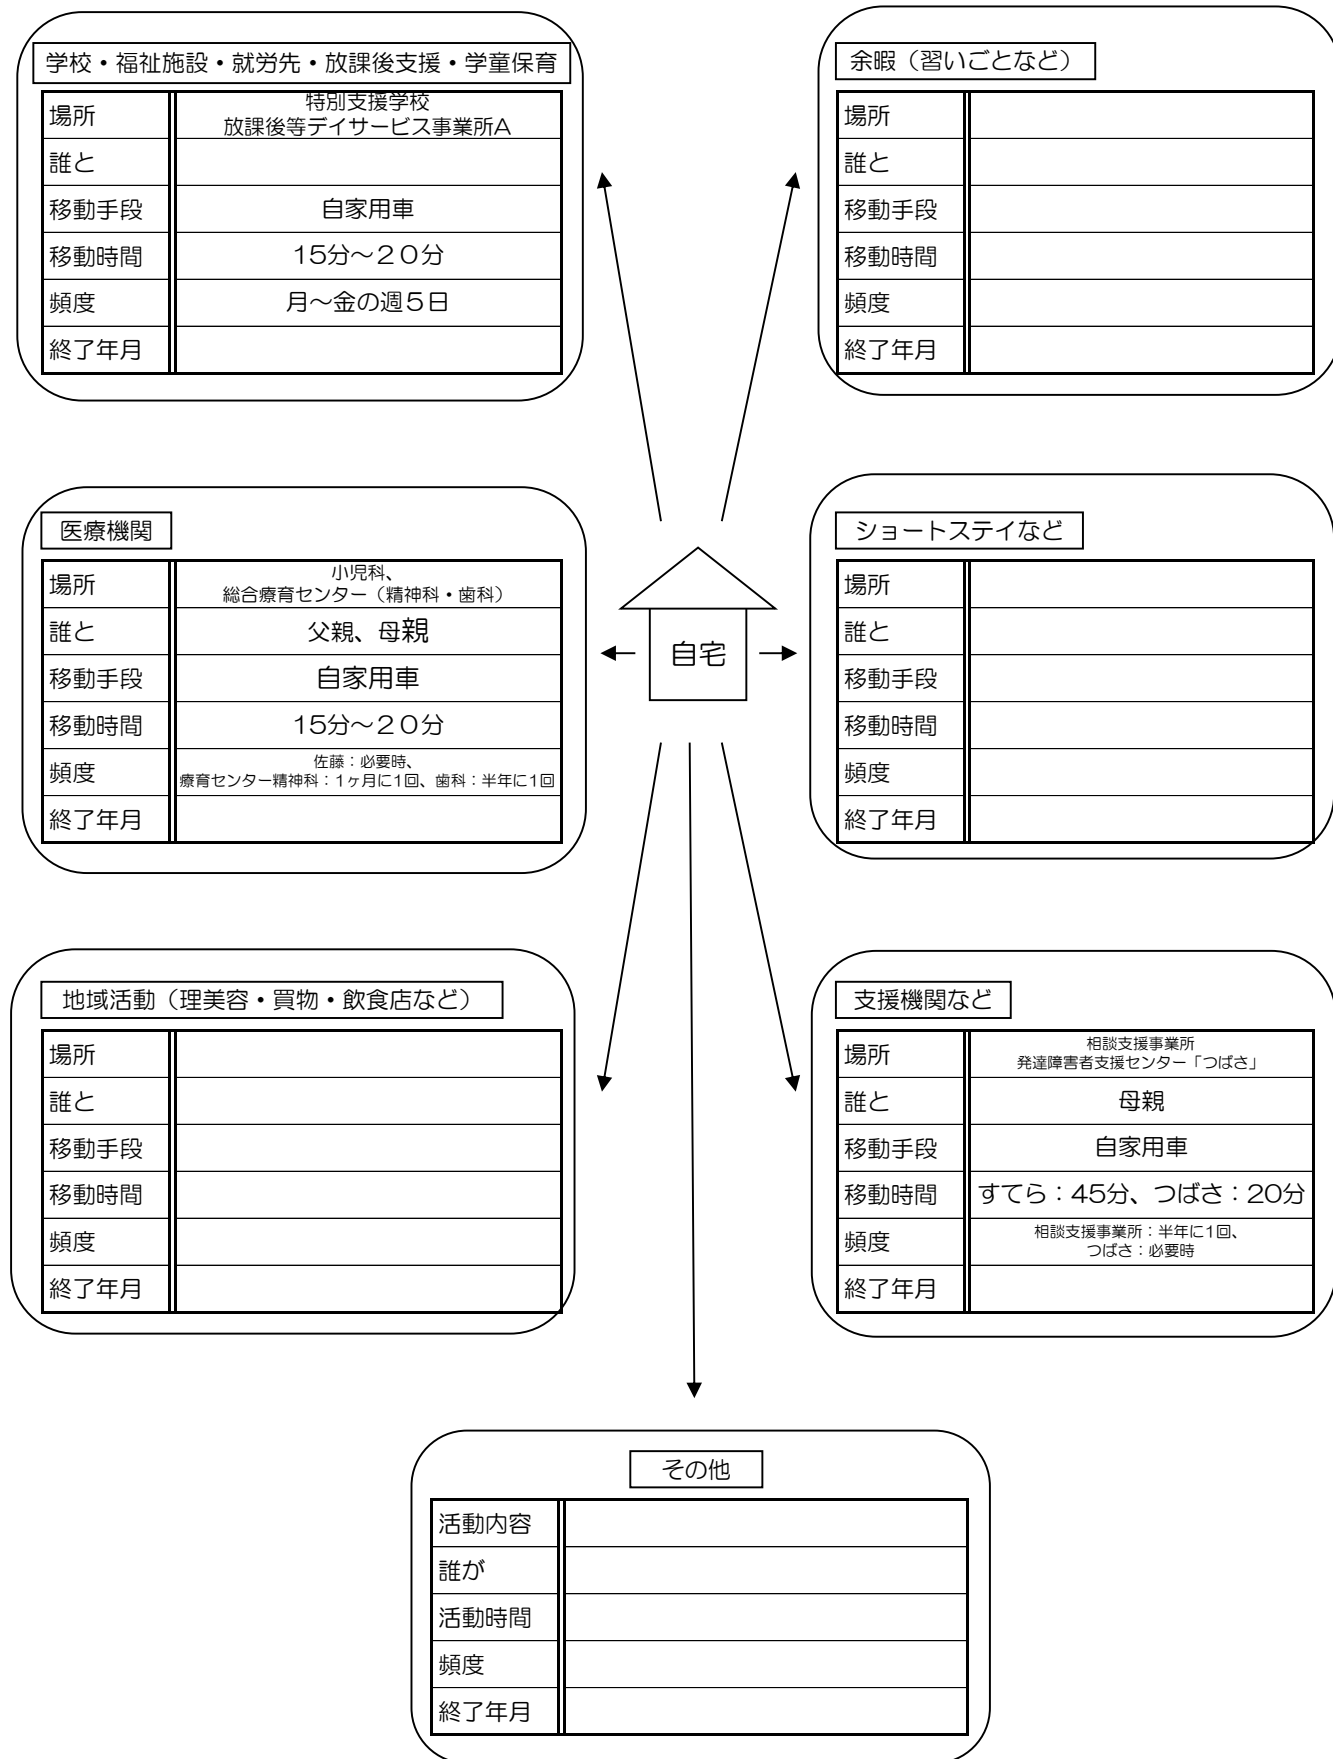 学校・福祉施設・就労先・放課後支援・学童保育
場所
特別支援学校
放課後等デイサービス事業所A
誰と
移動手段 自家用車
移動時間 15分～２０分
頻度 月～金の週５日
終了年月
余暇（習いごとなど）
場所
誰と
移動手段
移動時間
頻度
終了年月
医療機関
場所
小児科、
総合療育センター（精神科・歯科）
誰と 父親、母親
移動手段 自家用車
移動時間 15分～２０分
頻度
佐藤：必要時、
療育センター精神科：1ヶ月に1回、歯科：半年に1回
終了年月
自宅
ショートステイなど
場所
誰と
移動手段
移動時間
頻度
終了年月
地域活動（理美容・買物・飲食店など）
場所
誰と
移動手段
移動時間
頻度
終了年月
支援機関など
場所
相談支援事業所
発達障害者支援センター「つばさ」
誰と 母親
移動手段 自家用車
移動時間 すてら：45分、つばさ：20分
頻度
相談支援事業所：半年に1回、
つばさ：必要時
終了年月
その他
活動内容
誰が
活動時間
頻度
終了年月